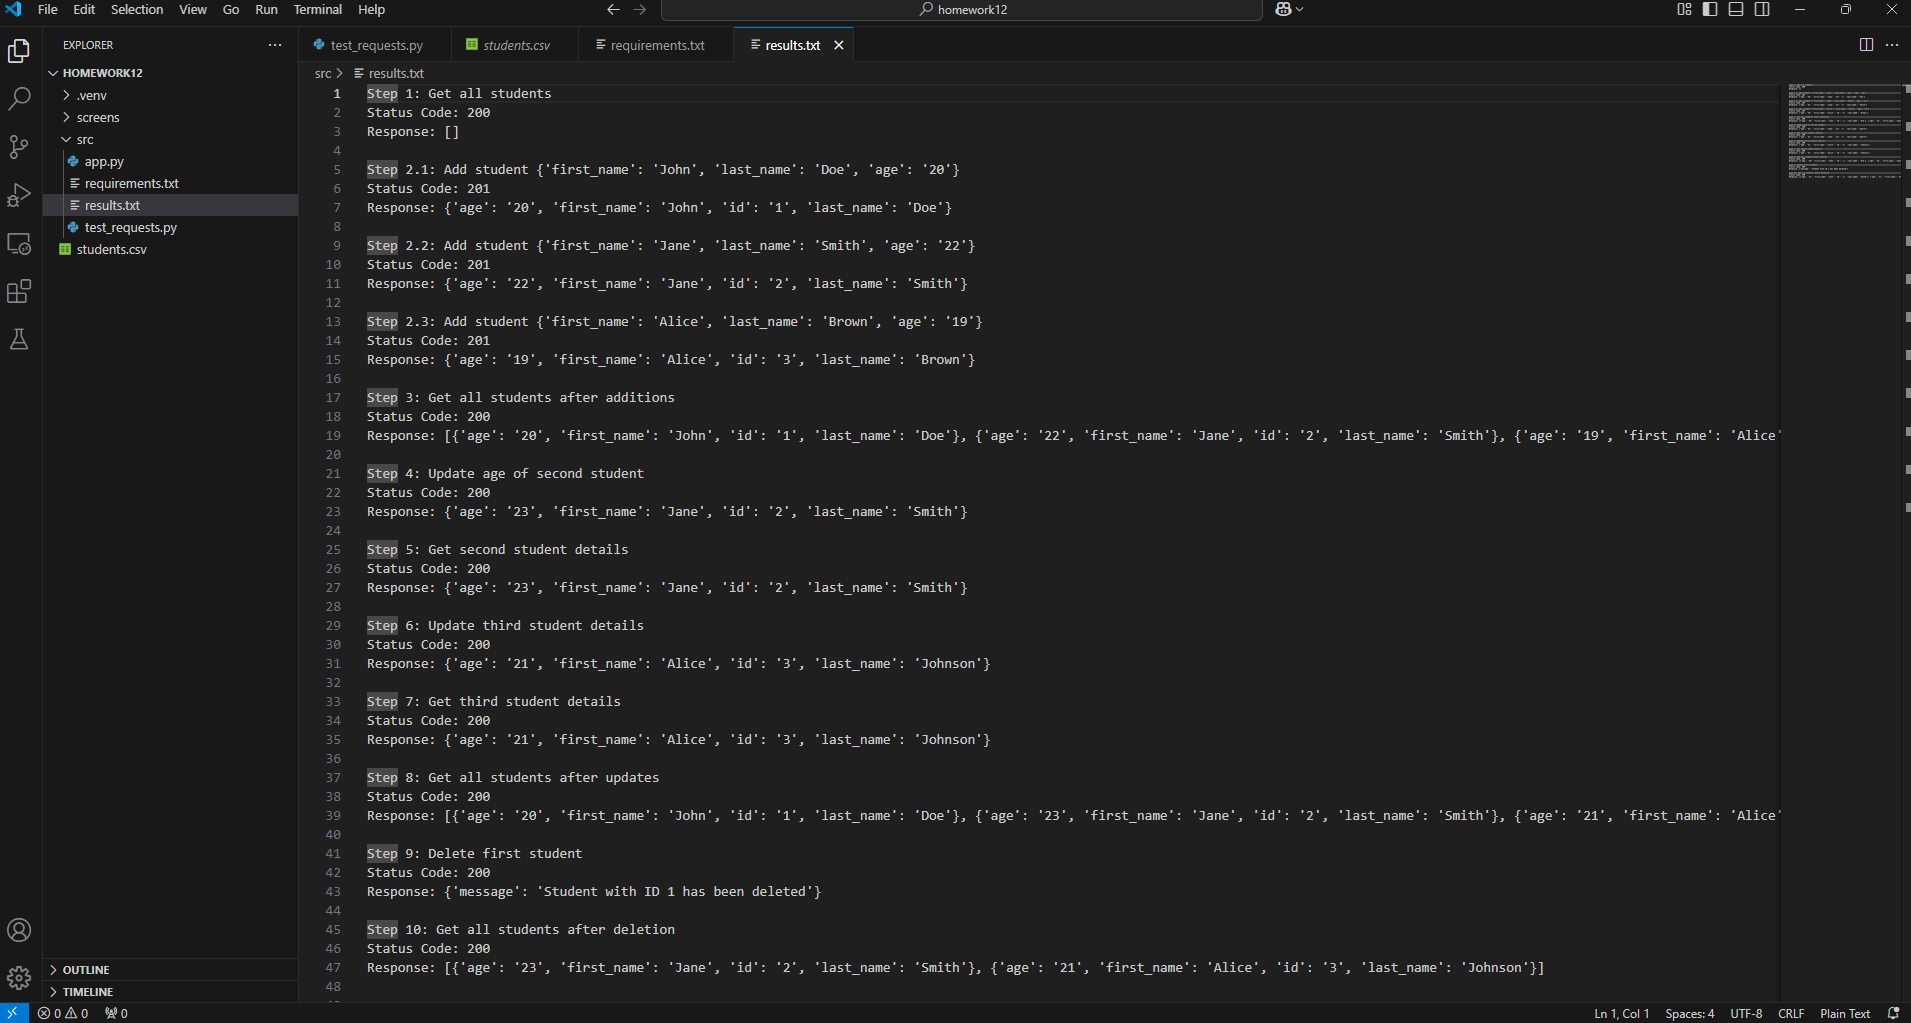 File Edit Selection View Go Run Terminal Help
homework12
EXPLORER
HOMEWORK12
.venv
screens
src
app.py
requirements.txt
results.txt
test_requests.py
students.csv
OUTLINE
TIMELINE
test_requests.py students.csv requirements.txt results.txt
src > results.txt
1 Step 1: Get all students
2 Status Code: 200
3 Response: []
4
5 Step 2.1: Add student {'first_name': 'John', 'last_name': 'Doe', 'age': '20'}
6 Status Code: 201
7 Response: {'age': '20', 'first_name': 'John', 'id': '1', 'last_name': 'Doe'}
8
9 Step 2.2: Add student {'first_name': 'Jane', 'last_name': 'Smith', 'age': '22'}
10 Status Code: 201
11 Response: {'age': '22', 'first_name': 'Jane', 'id': '2', 'last_name': 'Smith'}
12
13 Step 2.3: Add student {'first_name': 'Alice', 'last_name': 'Brown', 'age': '19'}
14 Status Code: 201
15 Response: {'age': '19', 'first_name': 'Alice', 'id': '3', 'last_name': 'Brown'}
16
17 Step 3: Get all students after additions
18 Status Code: 200
19 Response: [{'age': '20', 'first_name': 'John', 'id': '1', 'last_name': 'Doe'}, {'age': '22', 'first_name': 'Jane', 'id': '2', 'last_name': 'Smith'}, {'age': '19', 'first_name': 'Alice'
20
21 Step 4: Update age of second student
22 Status Code: 200
23 Response: {'age': '23', 'first_name': 'Jane', 'id': '2', 'last_name': 'Smith'}
24
25 Step 5: Get second student details
26 Status Code: 200
27 Response: {'age': '23', 'first_name': 'Jane', 'id': '2', 'last_name': 'Smith'}
28
29 Step 6: Update third student details
30 Status Code: 200
31 Response: {'age': '21', 'first_name': 'Alice', 'id': '3', 'last_name': 'Johnson'}
32
33 Step 7: Get third student details
34 Status Code: 200
35 Response: {'age': '21', 'first_name': 'Alice', 'id': '3', 'last_name': 'Johnson'}
36
37 Step 8: Get all students after updates
38 Status Code: 200
39 Response: [{'age': '20', 'first_name': 'John', 'id': '1', 'last_name': 'Doe'}, {'age': '23', 'first_name': 'Jane', 'id': '2', 'last_name': 'Smith'}, {'age': '21', 'first_name': 'Alice'
40
41 Step 9: Delete first student
42 Status Code: 200
43 Response: {'message': 'Student with ID 1 has been deleted'}
44
45 Step 10: Get all students after deletion
46 Status Code: 200
47 Response: [{'age': '23', 'first_name': 'Jane', 'id': '2', 'last_name': 'Smith'}, {'age': '21', 'first_name': 'Alice', 'id': '3', 'last_name': 'Johnson'}]
48
0 0 0 Ln 1, Col 1 Spaces: 4 UTF-8 CRLF Plain Text